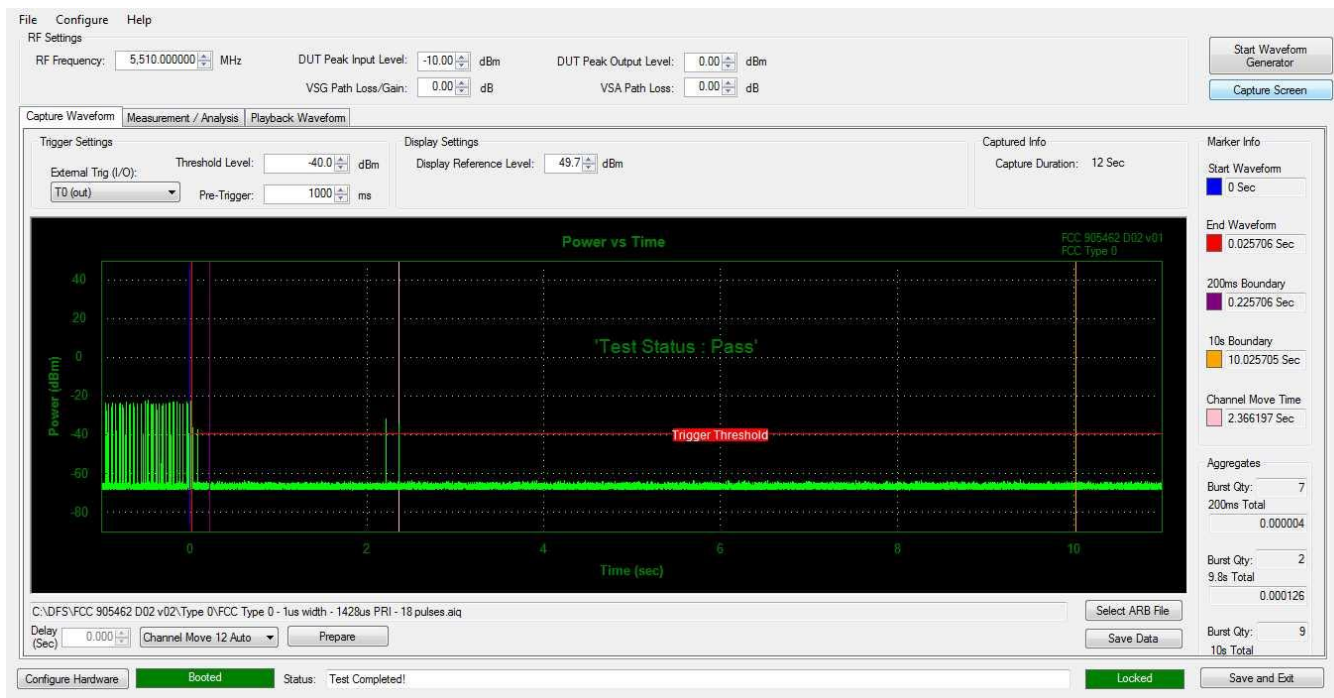 File Configure Help
RF Settings
RF Frequency: 5,510.000000 MHz DUT Peak Input Level: -10.00 dBm DUT Peak Output Level: 0.00 dBm
VSG Path Loss/Gain: 0.00 dB VSA Path Loss: 0.00 dB
Start Waveform
Generator
Capture Screen
Capture Waveform Measurement / Analysis Playback Waveform
Trigger Settings
External Trig (I/O):
T0 (out)
Threshold Level: -40.0 dBm
Pre-Trigger: 1000 ms
Display Settings
Display Reference Level: 49.7 dBm
Captured Info
Capture Duration: 12 Sec
Marker Info
Start Waveform
0 Sec
End Waveform
0.025706 Sec
200ms Boundary
0.225706 Sec
10s Boundary
10.025705 Sec
Channel Move Time
2.366197 Sec
Aggregates
Burst Qty: 7
200ms Total
0.000004
Burst Qty: 2
9.8s Total
0.000126
Burst Qty: 9
10s Total
Power vs Time
FCC 905462 D02 v01
FCC Type 0
'Test Status : Pass'
Trigger Threshold
Power (dBm)
40
20
0
-20
-40
-60
-80
0 2 4 6 8 10
Time (sec)
C:\DFS\FCC 905462 D02 v02\Type 0\FCC Type 0 - 1us width - 1428us PRI - 18 pulses.aiq
Select ARB File
Delay
(Sec) 0.000 Channel Move 12 Auto Prepare
Save Data
Configure Hardware Booted Status: Test Completed! Locked Save and Exit